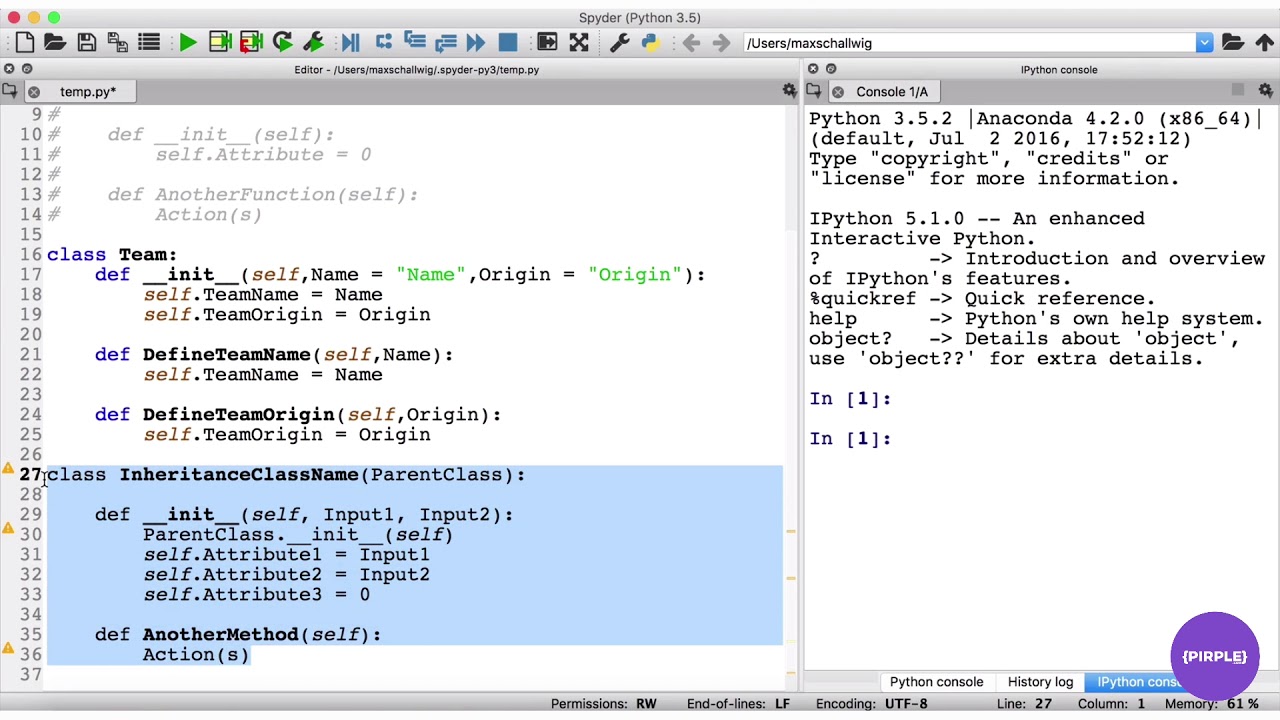 Spyder (Python 3.5)
/Users/maxschallwig
Editor - /Users/maxschallwig/.spyder-py3/temp.py
IPython console
temp.py*
Console 1/A
9 #
10 #    def __init__(self):
11 #        self.Attribute = 0
12 #
13 #    def AnotherFunction(self):
14 #        Action(s)
15
16 class Team:
17     def __init__(self,Name = "Name",Origin = "Origin"):
18         self.TeamName = Name
19         self.TeamOrigin = Origin
20
21     def DefineTeamName(self,Name):
22         self.TeamName = Name
23
24     def DefineTeamOrigin(self,Origin):
25         self.TeamOrigin = Origin
26
27 class InheritanceClassName(ParentClass):
28
29     def __init__(self, Input1, Input2):
30         ParentClass.__init__(self)
31         self.Attribute1 = Input1
32         self.Attribute2 = Input2
33         self.Attribute3 = 0
34
35     def AnotherMethod(self):
36         Action(s)
37
Python 3.5.2 |Anaconda 4.2.0 (x86_64)|
(default, Jul  2 2016, 17:52:12)
Type "copyright", "credits" or
"license" for more information.
IPython 5.1.0 -- An enhanced
Interactive Python.
?         -> Introduction and overview
of IPython's features.
%quickref -> Quick reference.
help      -> Python's own help system.
object?   -> Details about 'object',
use 'object??' for extra details.
In [1]:
In [1]:
{PIRPLE}
Python console
History log
IPython cons
Permissions: RW
End-of-lines: LF
Encoding: UTF-8
Line: 27
Column: 1
Memory: 61 %